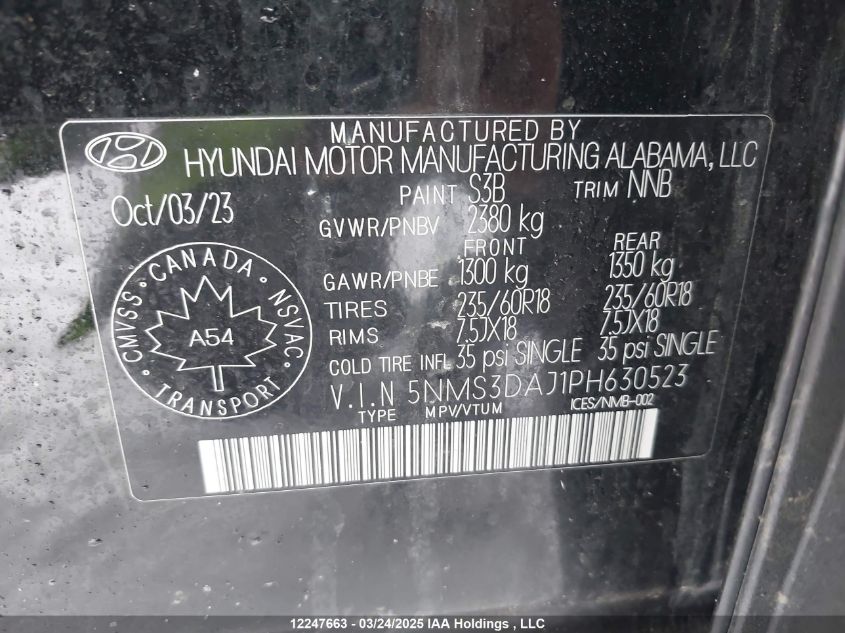 MANUFACTURED BY
HYUNDAI MOTOR MANUFACTURING ALABAMA, LLC
Oct/03/23 PAINT S3B TRIM NNB
GVWR/PNBV 2380 kg
FRONT REAR
GAWR/PNBE 1300 kg 1350 kg
TIRES 235/60R18 235/60R18
RIMS 7.5JX18 7.5JX18
COLD TIRE INFL 35 psi SINGLE 35 psi SINGLE
V.I.N 5NMS3DAJ1PH630523
TYPE MPV/VTUM ICES/NMB-002
CMVSS · CANADA · NSVAC · TRANSPORT ·
A54
12247663 - 03/24/2025 IAA Holdings , LLC